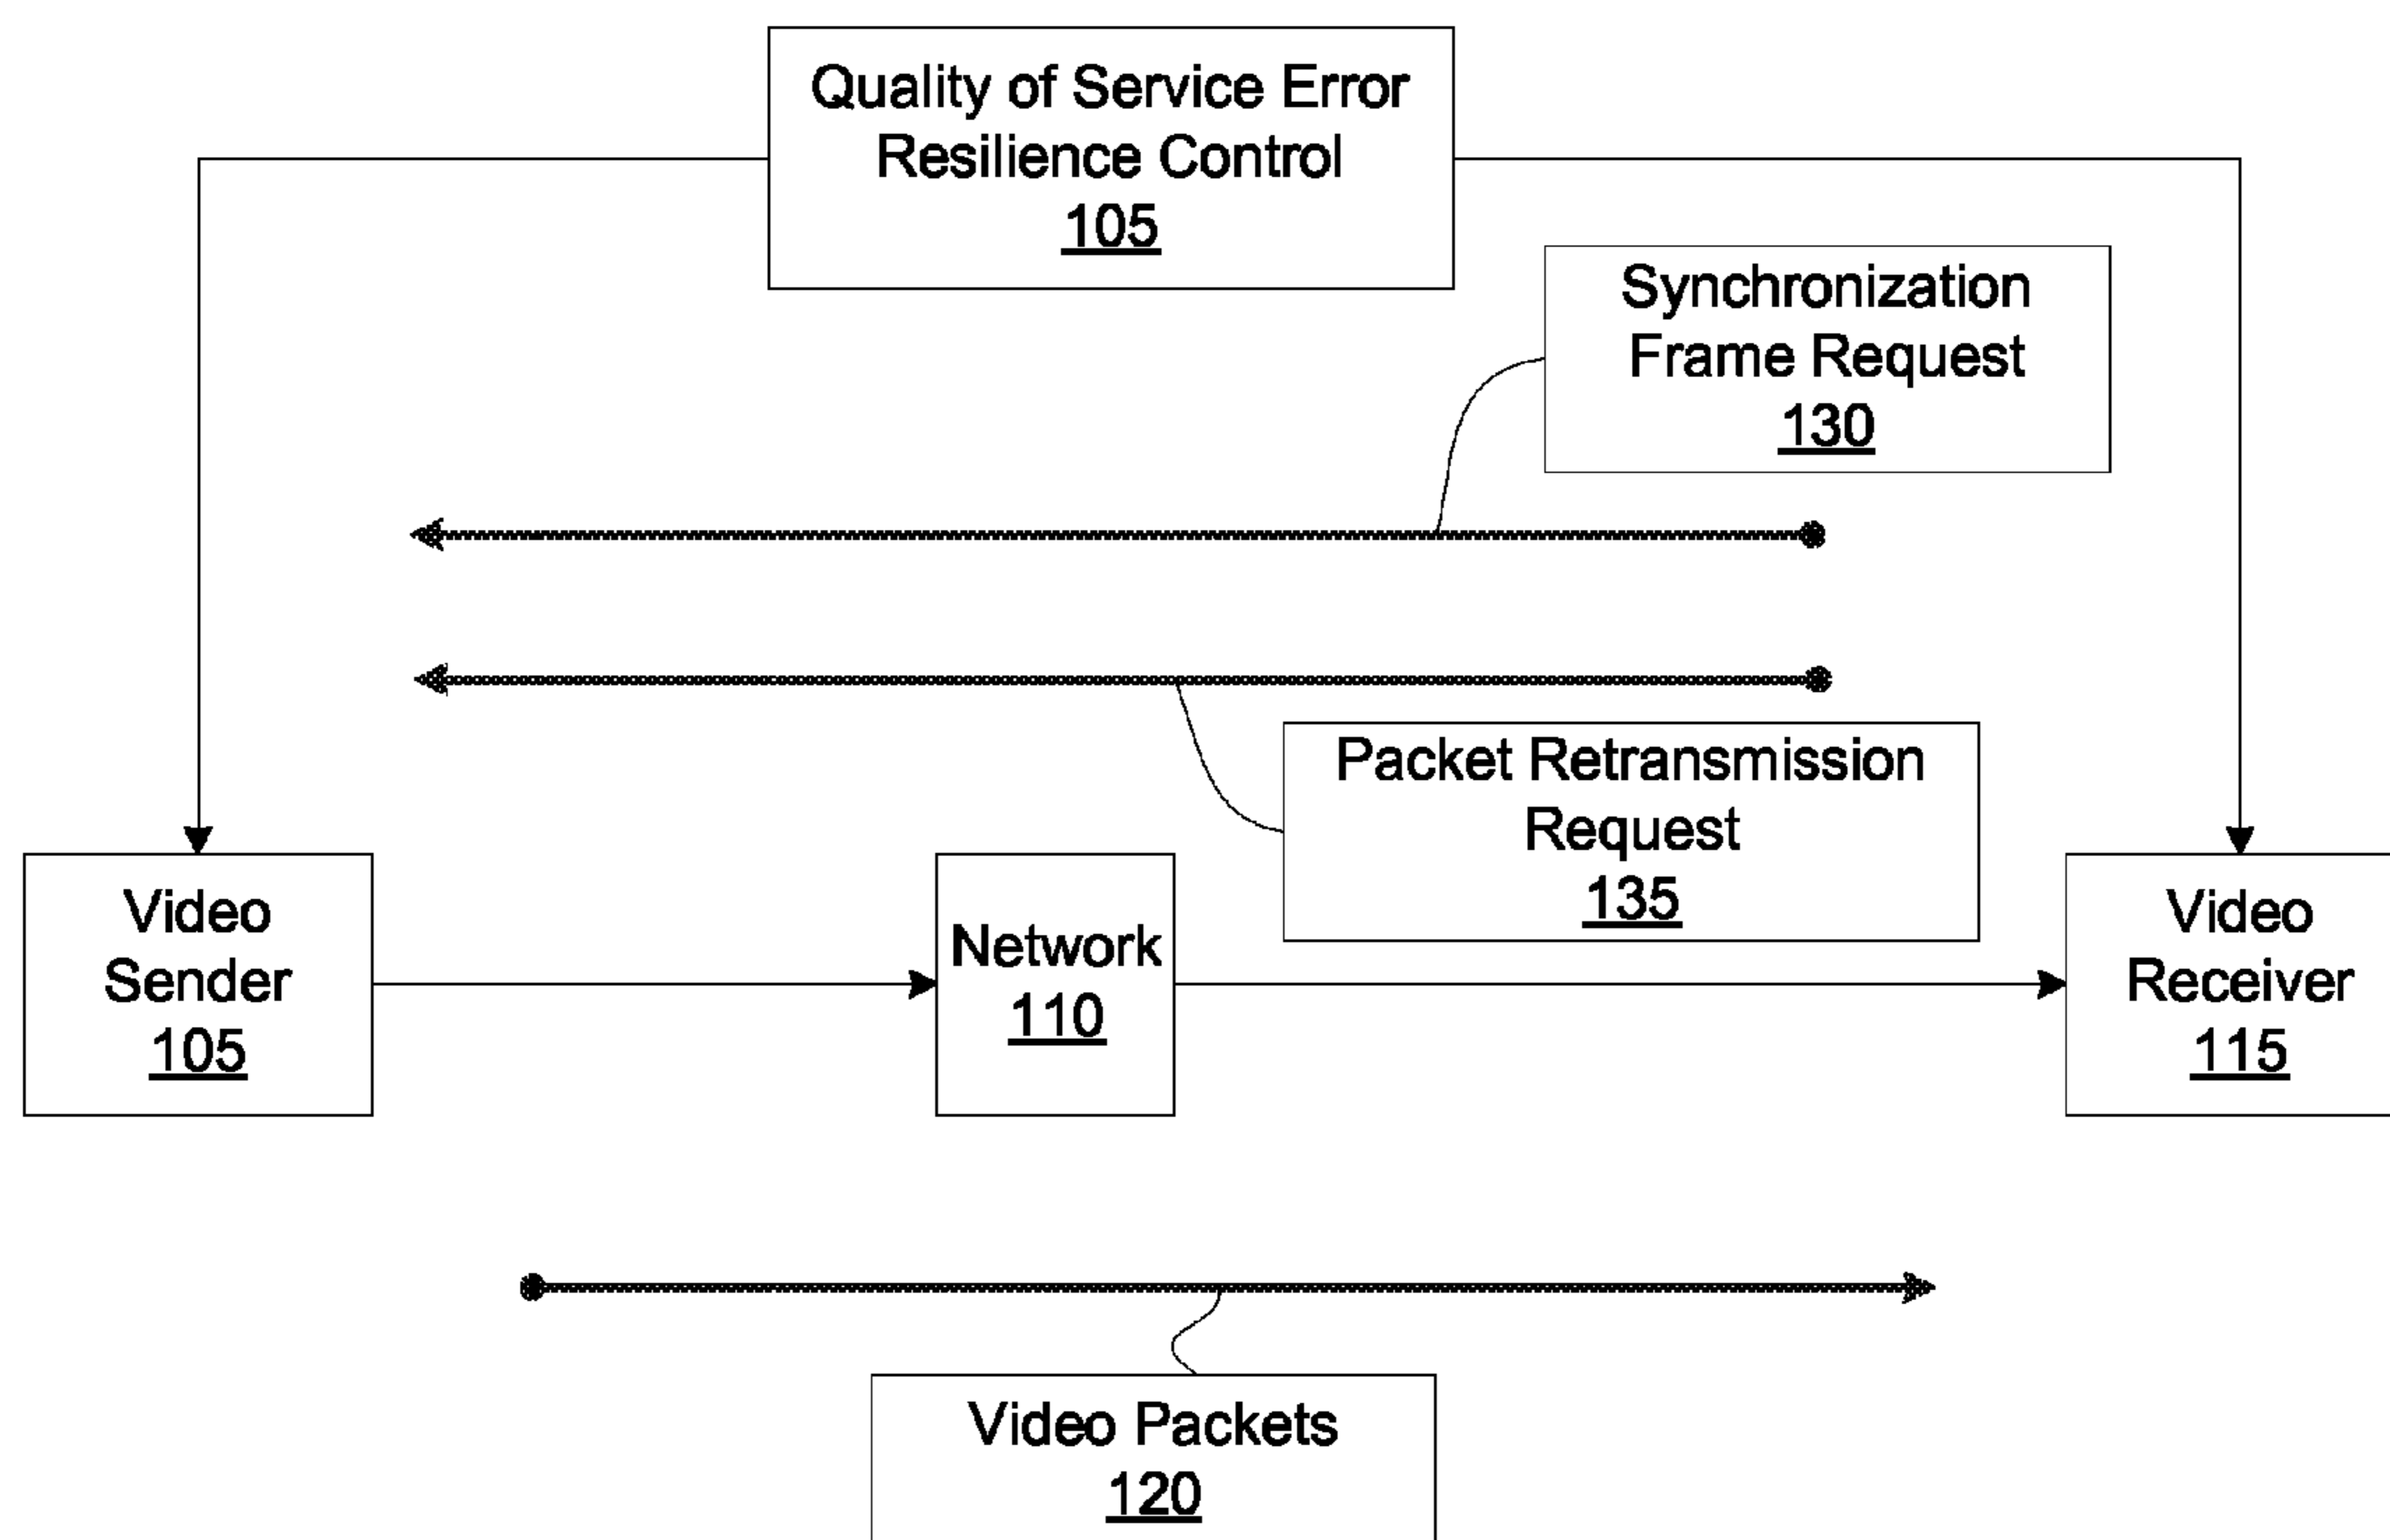 Quality of Service Error
Resilience Control
105
Synchronization
Frame Request
130
Packet Retransmission
Request
135
Video
Sender
105
Network
110
Video
Receiver
115
Video Packets
120